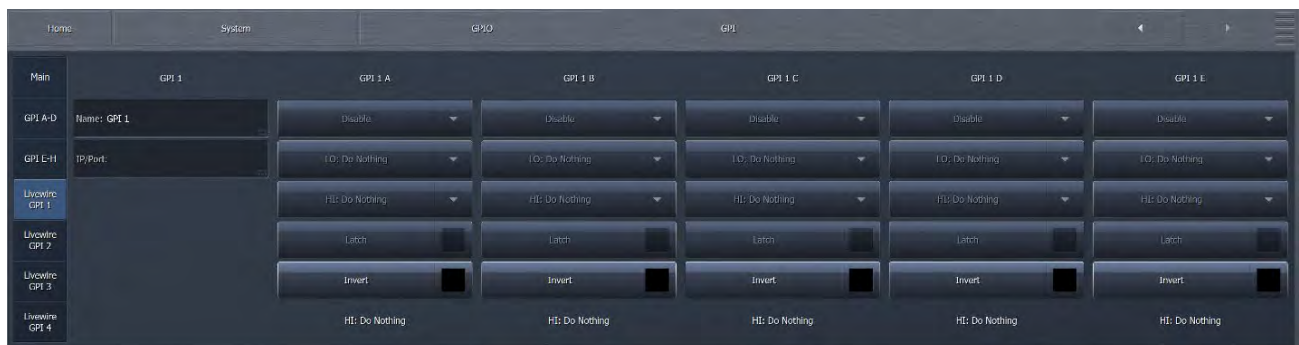 Home System GPIO GPI
Main GPI 1 GPI 1 A GPI 1 B GPI 1 C GPI 1 D GPI 1 E
GPI A-D Name: GPI 1 Disable Disable Disable Disable Disable
GPI E-H IP/Port: LO: Do Nothing LO: Do Nothing LO: Do Nothing LO: Do Nothing LO: Do Nothing
Livewire
GPI 1 HI: Do Nothing HI: Do Nothing HI: Do Nothing HI: Do Nothing HI: Do Nothing
Livewire
GPI 2 Latch Latch Latch Latch Latch
Livewire
GPI 3 Invert Invert Invert Invert Invert
Livewire
GPI 4 HI: Do Nothing HI: Do Nothing HI: Do Nothing HI: Do Nothing HI: Do Nothing